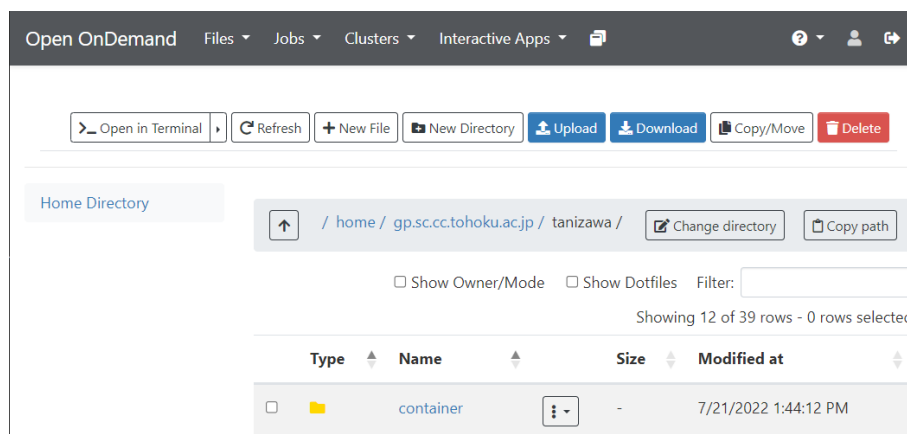 Open OnDemand Files Jobs Clusters Interactive Apps
Open in Terminal Refresh New File New Directory Upload Download Copy/Move Delete
Home Directory
/ home / gp.sc.cc.tohoku.ac.jp / tanizawa / Change directory Copy path
Show Owner/Mode Show Dotfiles Filter:
Showing 12 of 39 rows - 0 rows selected
Type Name Size Modified at
container - 7/21/2022 1:44:12 PM